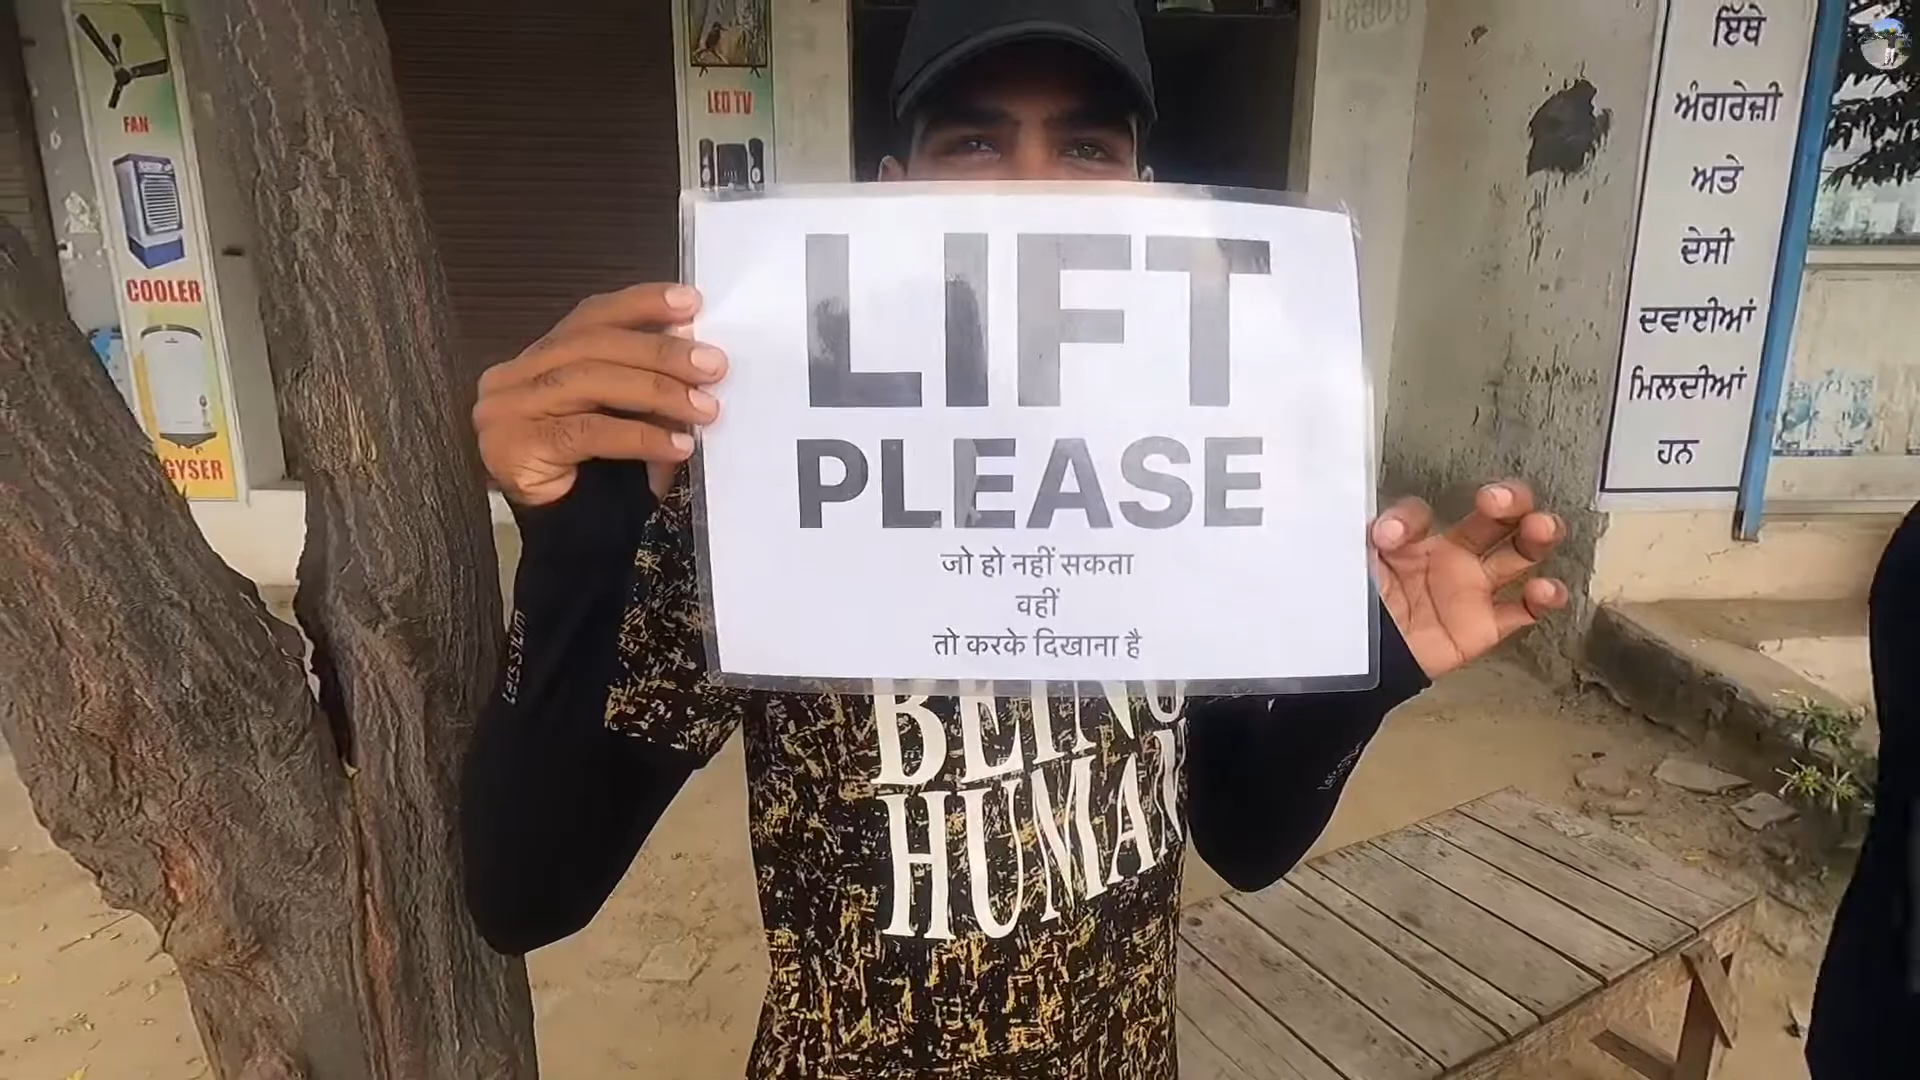 FAN
COOLER
GYSER
LED TV
LIFT
PLEASE
जो हो नहीं सकता
वहीं
तो करके दिखाना है
BEING
HUMAN
LessLim
ਇੱਥੇ
ਅੰਗਰੇਜ਼ੀ
ਅਤੇ
ਦੇਸੀ
ਦਵਾਈਆਂ
ਮਿਲਦੀਆਂ
ਹਨ